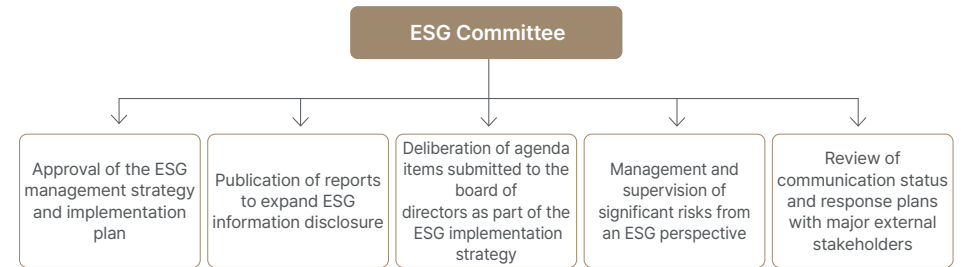 ESG Committee
Approval of the ESG
management strategy
and implementation
plan
Publication of reports
to expand ESG
information disclosure
Deliberation of agenda
items submitted to the
board of
directors as part of the
ESG implementation
strategy
Management and
supervision of
significant risks from
an ESG perspective
Review of
communication status
and response plans
with major external
stakeholders